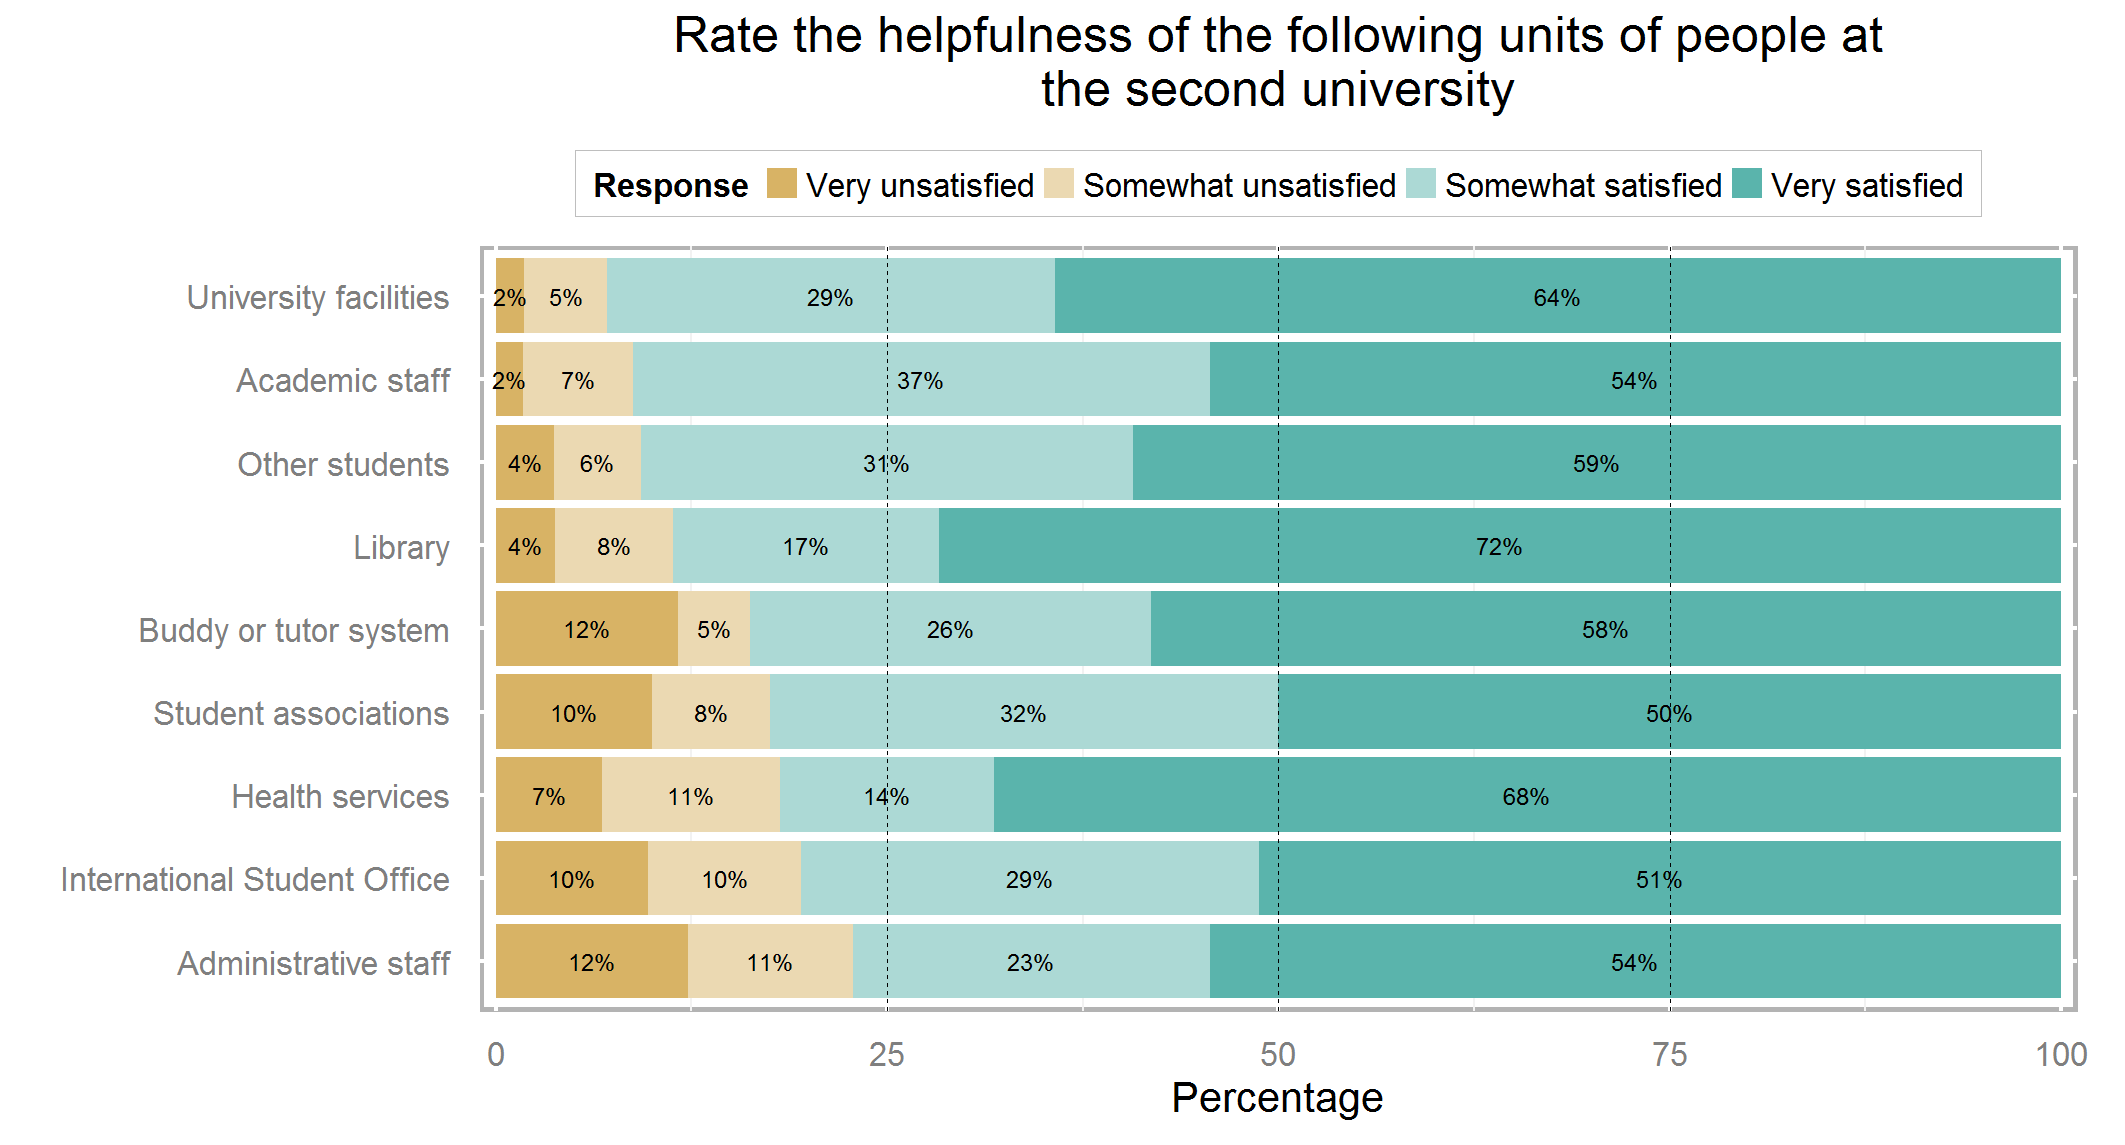 Rate the helpfulness of the following units of people at
the second university
Response Very unsatisfied Somewhat unsatisfied Somewhat satisfied Very satisfied
University facilities 2% 5% 29% 64%
Academic staff 2% 7% 37% 54%
Other students 4% 6% 31% 59%
Library 4% 8% 17% 72%
Buddy or tutor system 12% 5% 26% 58%
Student associations 10% 8% 32% 50%
Health services 7% 11% 14% 68%
International Student Office 10% 10% 29% 51%
Administrative staff 12% 11% 23% 54%
0 25 50 75 100
Percentage